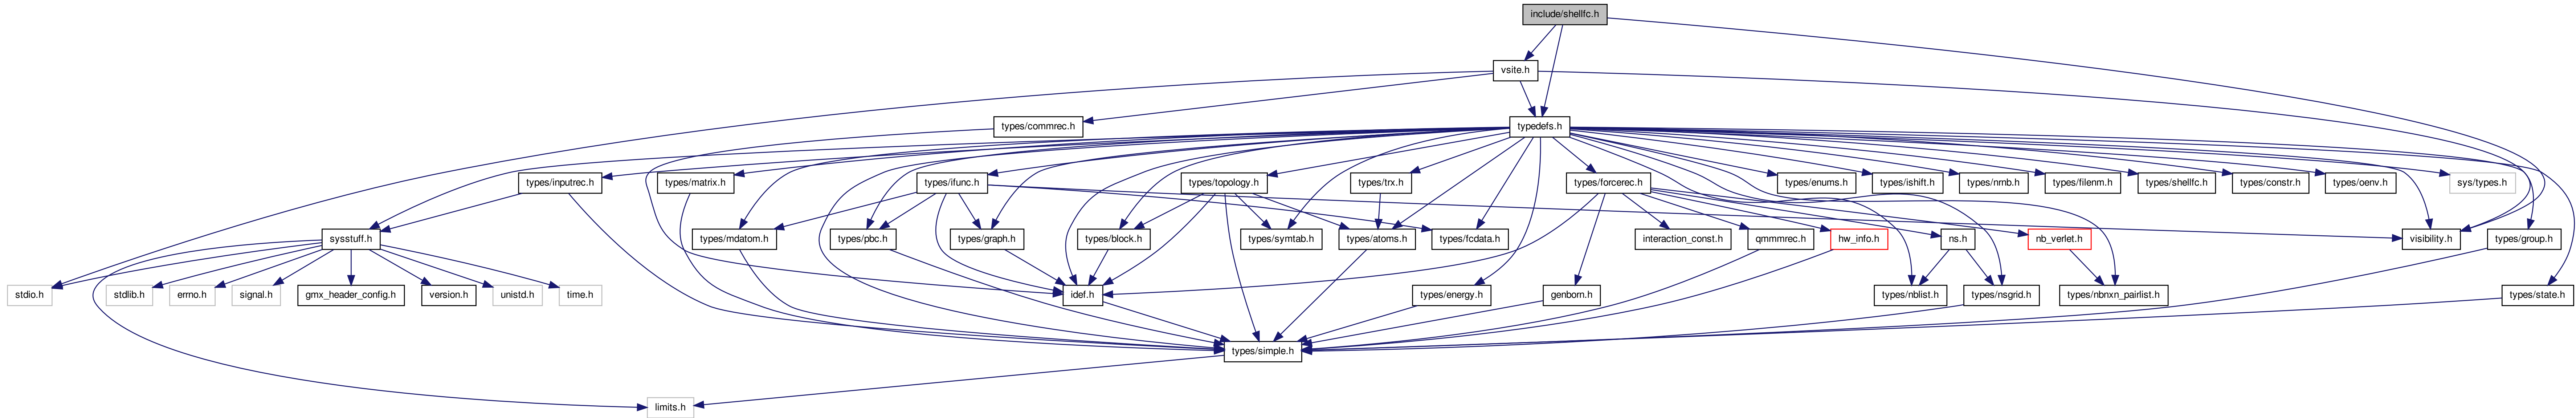 include/shellfc.h
vsite.h
types/commrec.h
typedefs.h
types/inputrec.h
types/matrix.h
types/ifunc.h
types/topology.h
types/trx.h
types/forcerec.h
types/enums.h
types/ishift.h
types/nrnb.h
types/filenm.h
types/shellfc.h
types/constr.h
types/oenv.h
sys/types.h
sysstuff.h
types/mdatom.h
types/pbc.h
types/graph.h
types/block.h
types/symtab.h
types/atoms.h
types/fcdata.h
interaction_const.h
qmmmrec.h
hw_info.h
ns.h
nb_verlet.h
visibility.h
types/group.h
stdio.h
stdlib.h
errno.h
signal.h
gmx_header_config.h
version.h
unistd.h
time.h
idef.h
types/energy.h
genborn.h
types/nblist.h
types/nsgrid.h
types/nbnxn_pairlist.h
types/state.h
types/simple.h
limits.h